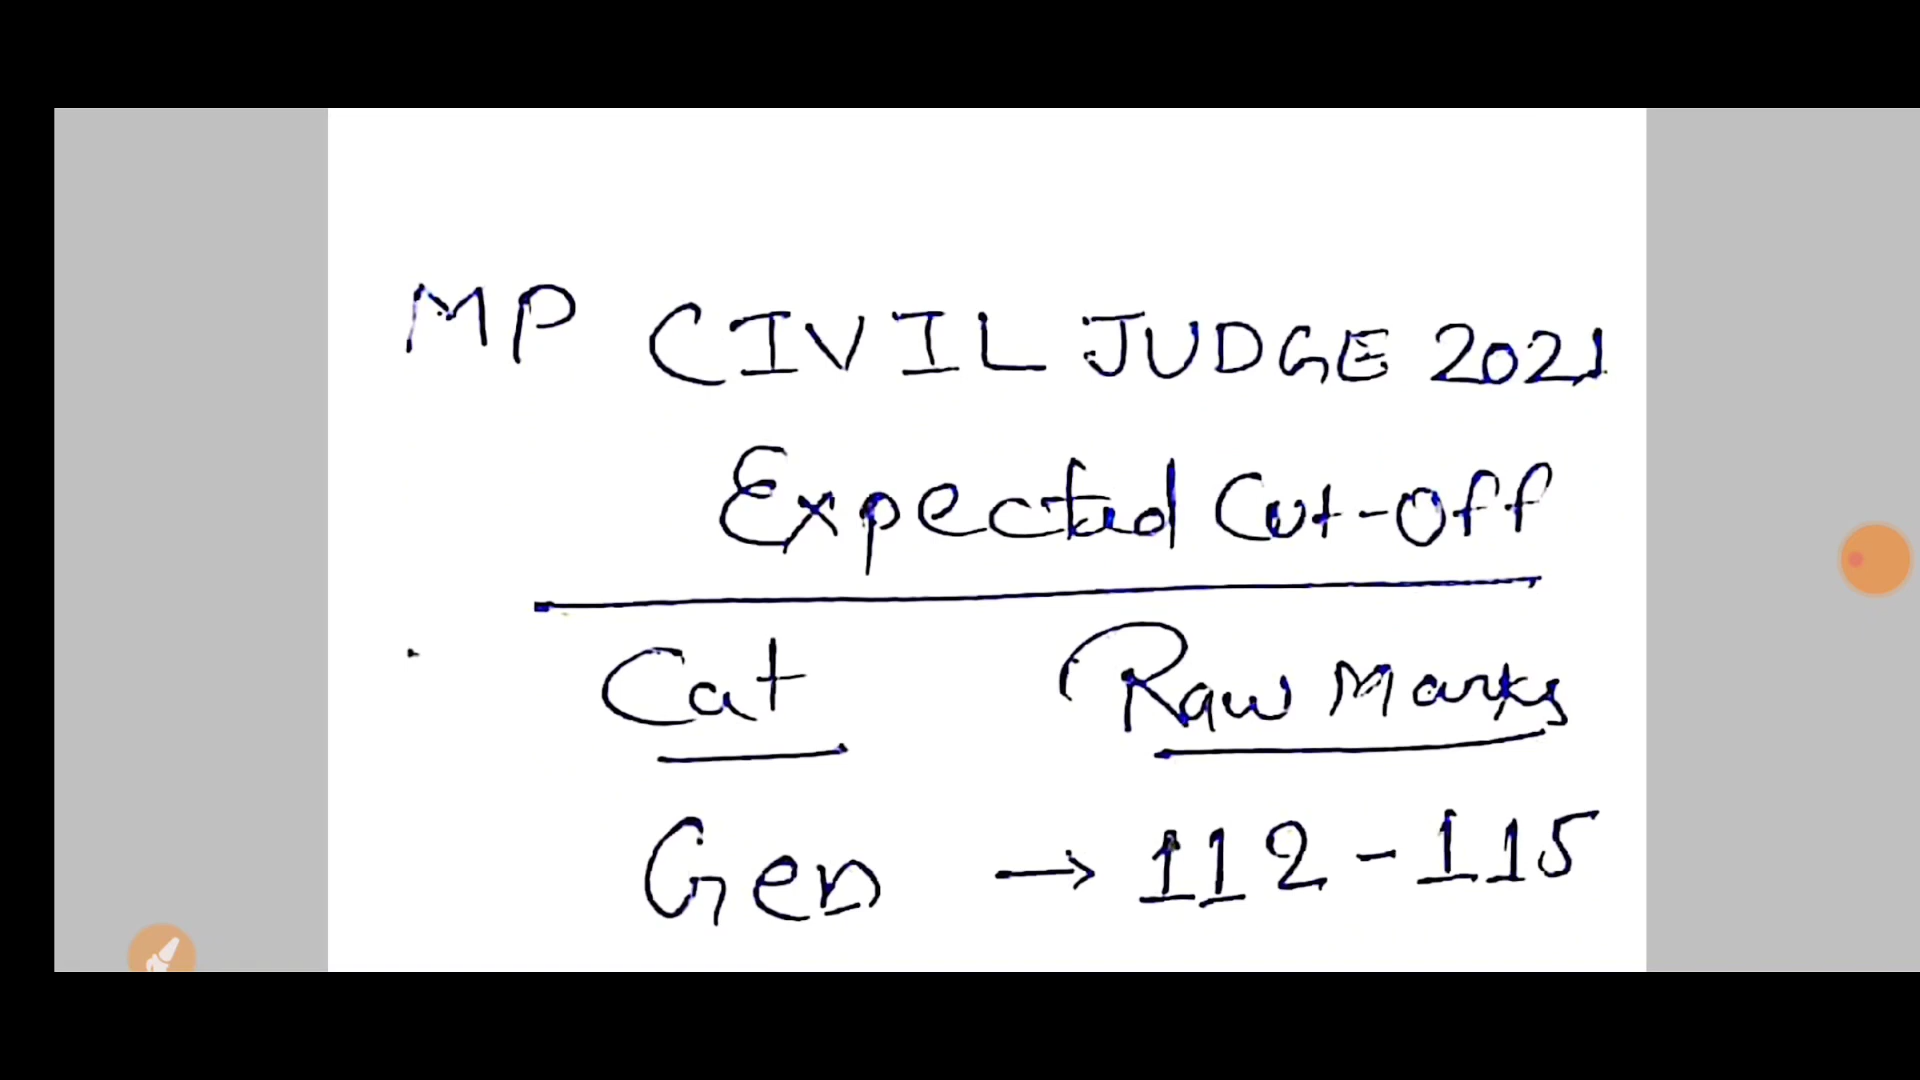 MP CIVIL JUDGE 2021
Expected Cut-off
Cat Raw Marks
Gen → 112 - 115